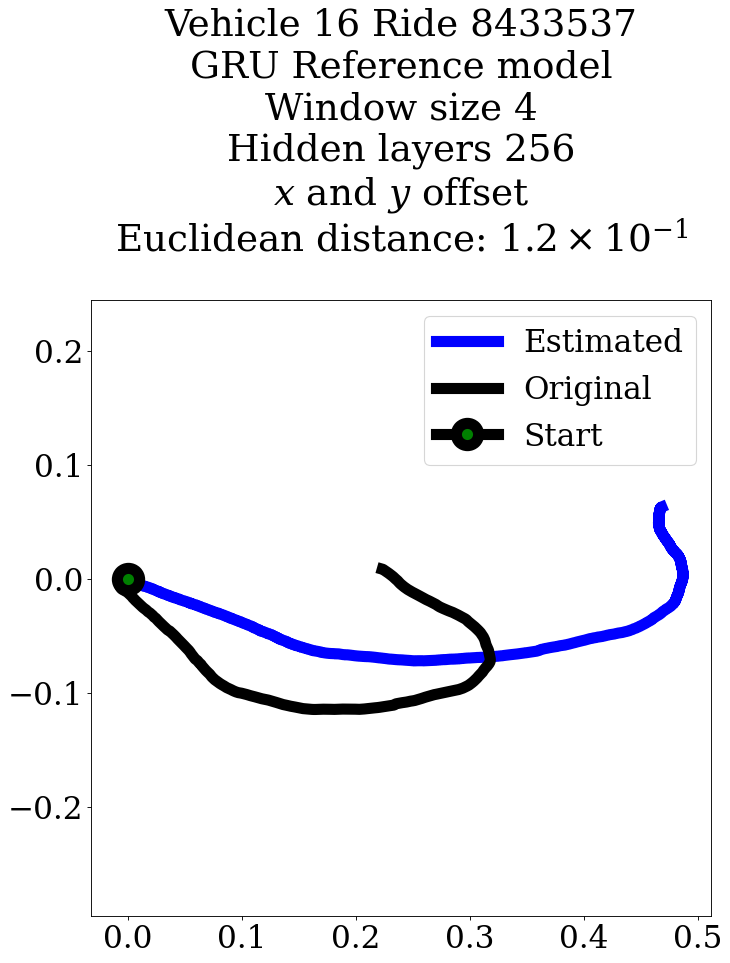 Vehicle 16 Ride 8433537
GRU Reference model
Window size 4
Hidden layers 256
x and y offset
Euclidean distance: 1.2 × 10⁻¹
Estimated
Original
Start
0.2
0.1
0.0
−0.1
−0.2
0.0 0.1 0.2 0.3 0.4 0.5